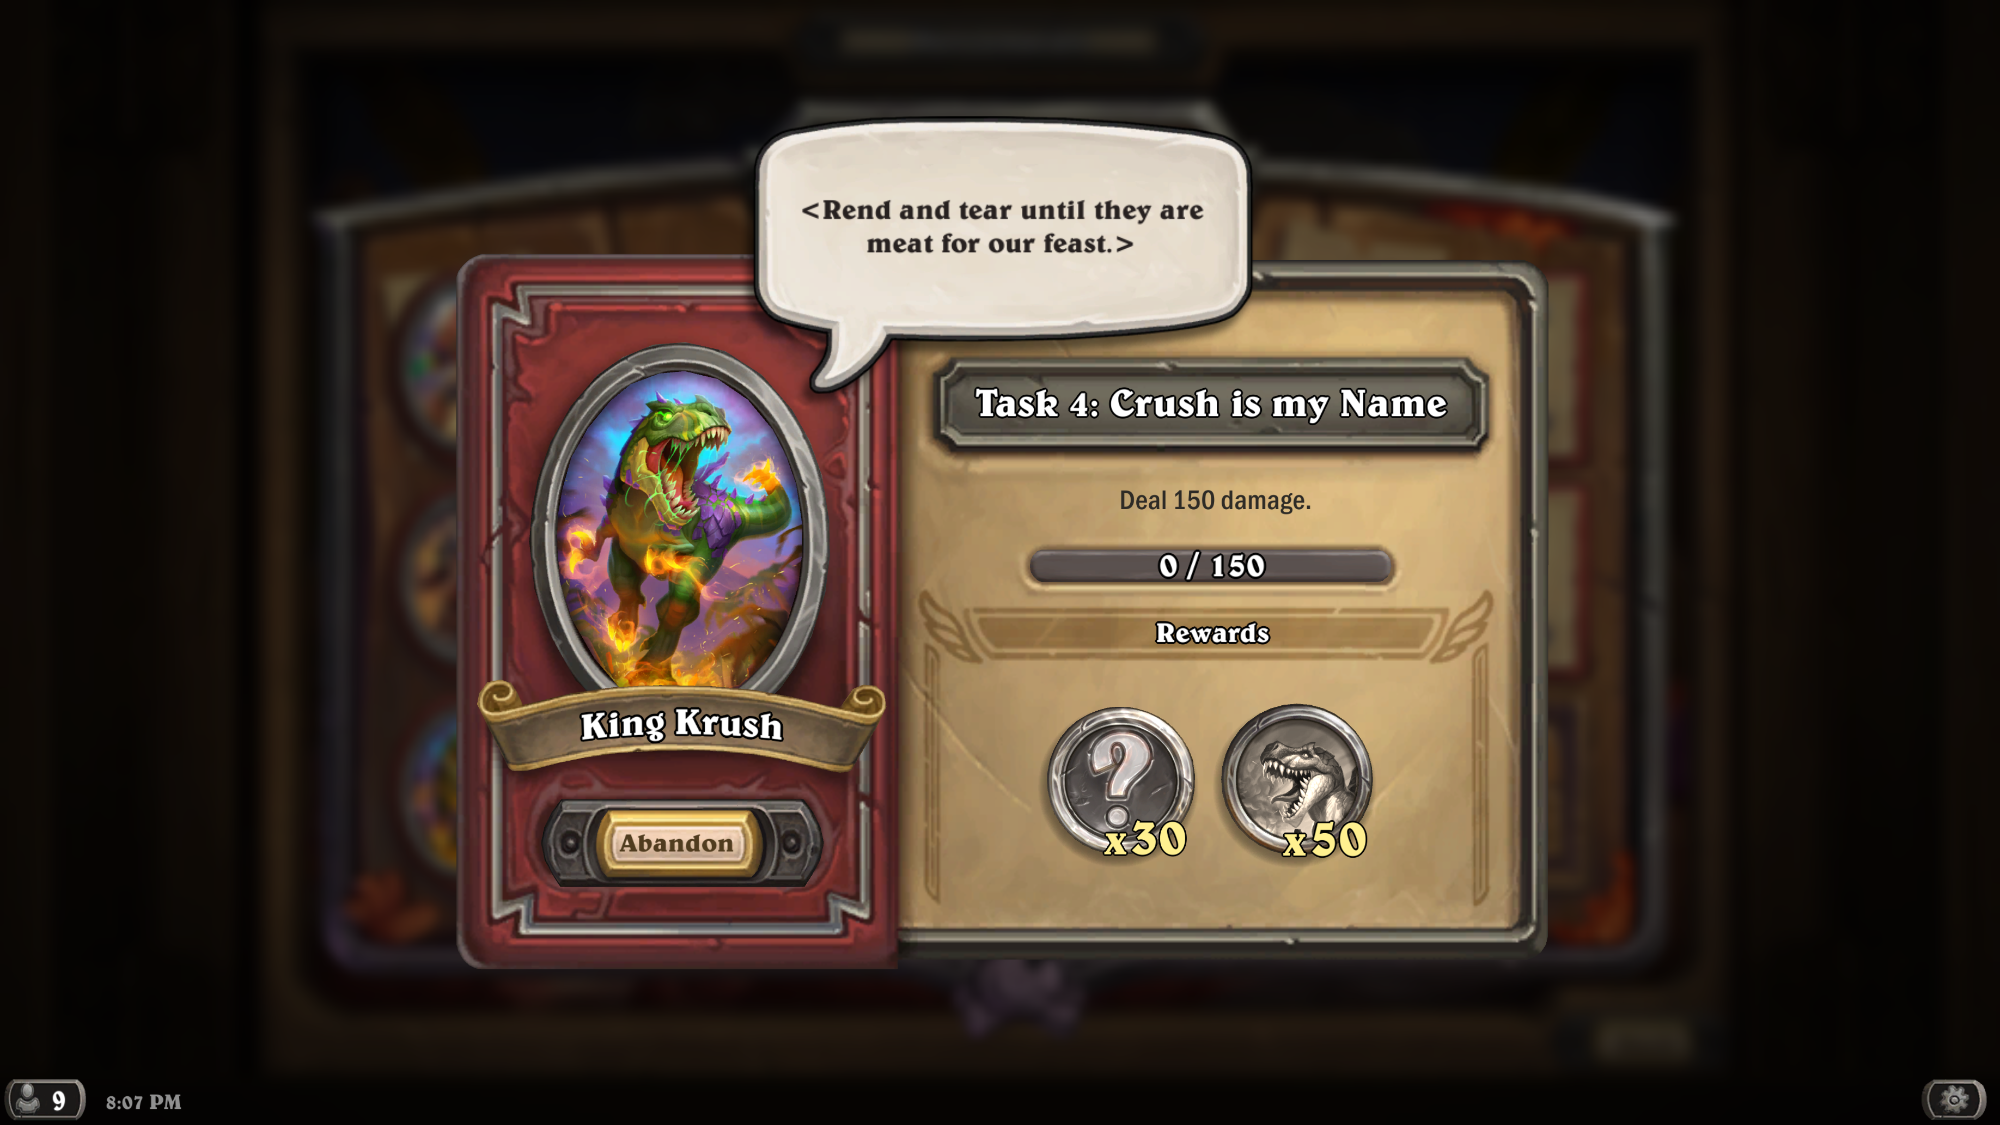 <Rend and tear until they are
meat for our feast.>
Task 4: Crush is my Name
Deal 150 damage.
0 / 150
Rewards
?
x30
x50
King Krush
Abandon
9
8:07 PM